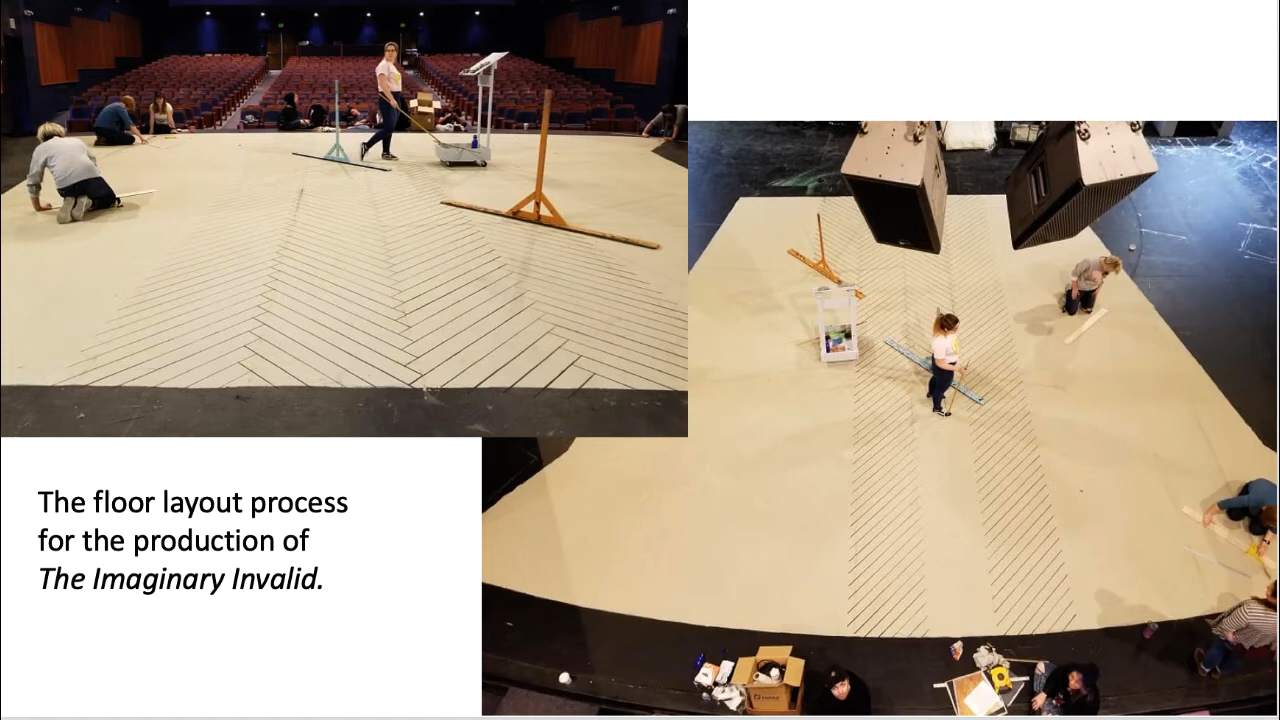 The floor layout process
for the production of
The Imaginary Invalid.